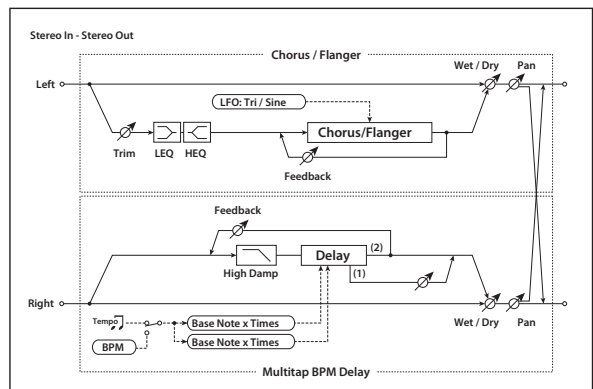 Stereo In - Stereo Out
Chorus / Flanger
Wet / Dry Pan
Left
LFO: Tri / Sine
Chorus/Flanger
Trim LEQ HEQ
Feedback
Feedback
Delay (2)
High Damp (1)
Right
Tempo
Base Note x Times
Wet / Dry Pan
BPM
Base Note x Times
Multitap BPM Delay